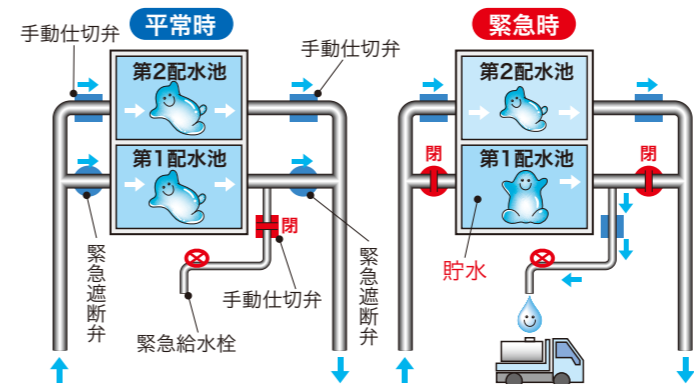 平常時
手動仕切弁
手動仕切弁
第2配水池
第1配水池
閉
緊急遮断弁
緊急遮断弁
手動仕切弁
緊急給水栓
緊急時
第2配水池
閉
第1配水池
閉
貯水